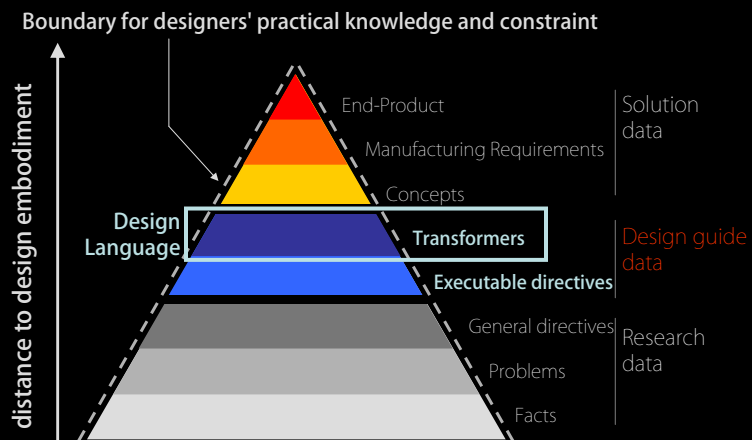 Boundary for designers' practical knowledge and constraint
distance to design embodiment
End-Product
Manufacturing Requirements
Concepts
Solution
data
Design
Language
Transformers
Executable directives
Design guide
data
General directives
Problems
Facts
Research
data